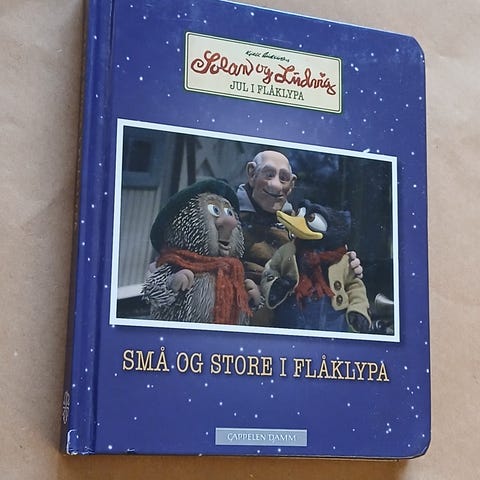 Kjell Aukrusts
Solan og Ludvig
JUL I FLÅKLYPA
SMÅ OG STORE I FLÅKLYPA
CAPPELEN DAMM